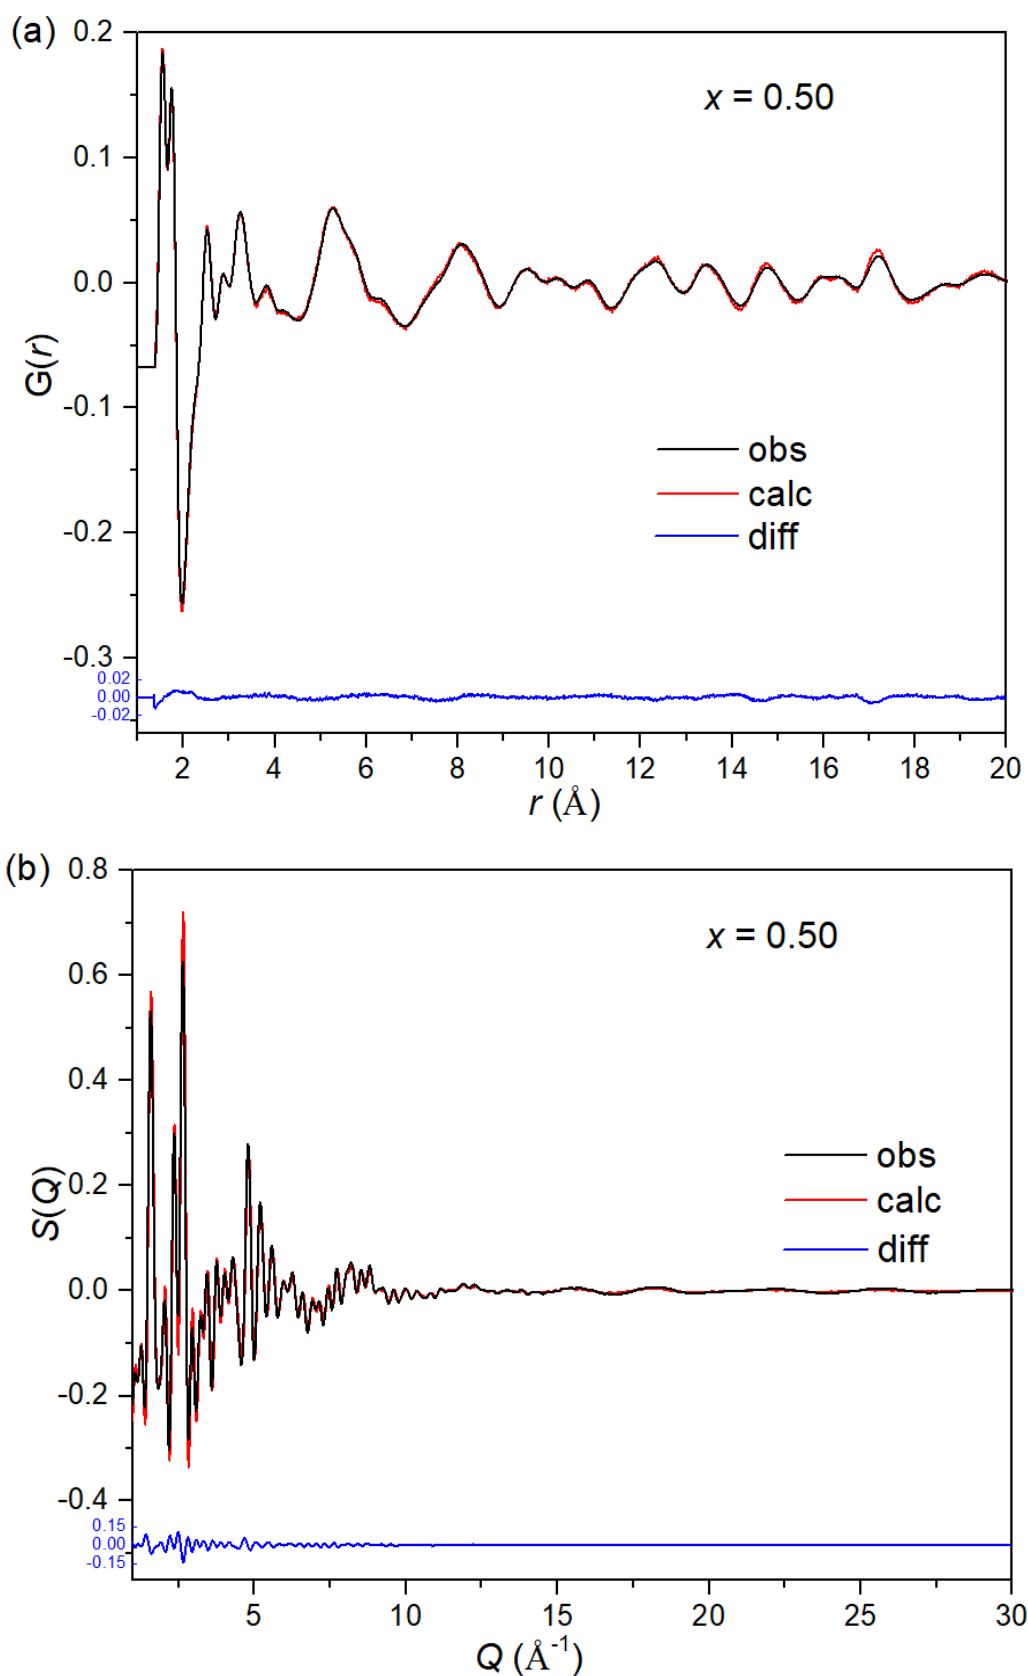 (a)
0.2
x = 0.50
0.1
0.0
G(r)
-0.1
obs
calc
diff
-0.2
-0.3
0.02
0.00
-0.02
2 4 6 8 10 12 14 16 18 20
r (Å)
(b)
0.8
x = 0.50
0.6
0.4
0.2
S(Q)
obs
calc
diff
0.0
-0.2
-0.4
0.15
0.00
-0.15
5 10 15 20 25 30
Q (Å-1)